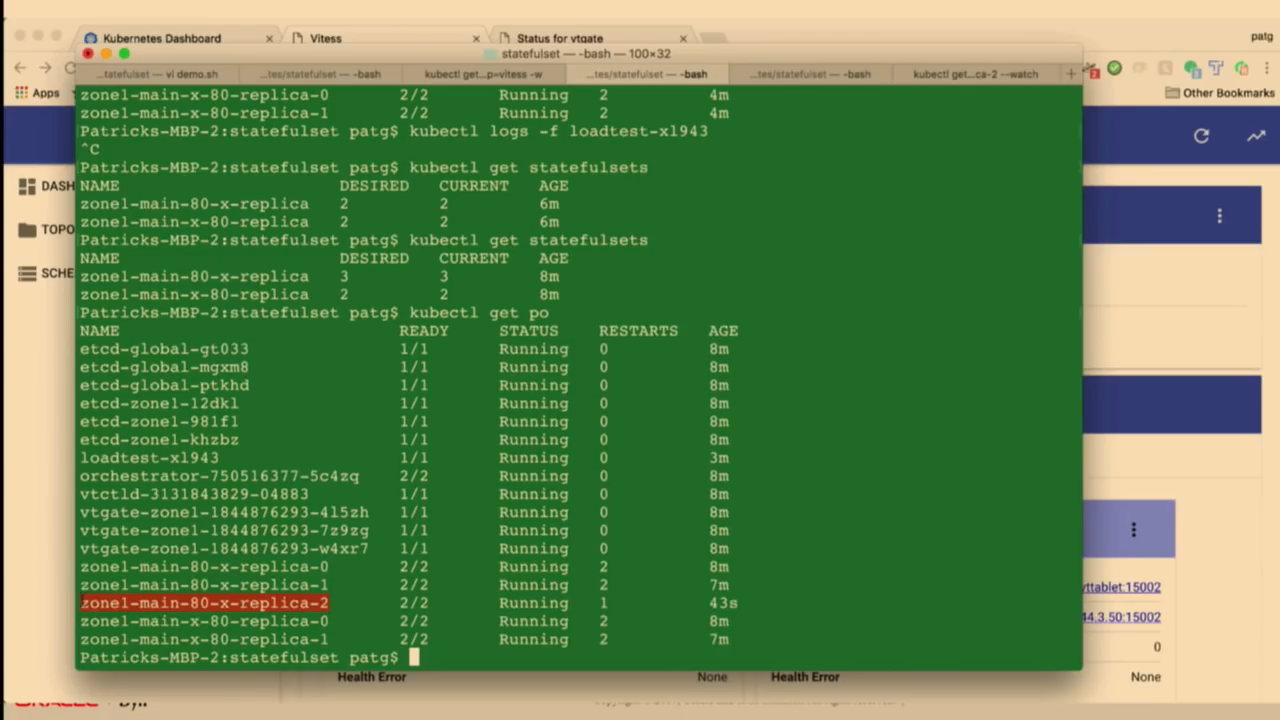 Kubernetes Dashboard
Vitess
Status for vtgate
patg
statefulset — -bash — 100×32
...tatefulset — vi demo.sh
...tes/statefulset — -bash
kubectl get...p=vitess -w
...tes/statefulset — -bash
...tes/statefulset — -bash
kubectl get...ca-2 --watch
Apps
Other Bookmarks
DASH
TOPO
SCHE
zone1-main-x-80-replica-0 2/2 Running 2 4m
zone1-main-x-80-replica-1 2/2 Running 2 4m
Patricks-MBP-2:statefulset patg$ kubectl logs -f loadtest-xl943
^C
Patricks-MBP-2:statefulset patg$ kubectl get statefulsets
NAME DESIRED CURRENT AGE
zone1-main-80-x-replica 2 2 6m
zone1-main-80-x-replica 2 2 6m
Patricks-MBP-2:statefulset patg$ kubectl get statefulsets
NAME DESIRED CURRENT AGE
zone1-main-80-x-replica 3 3 8m
zone1-main-80-x-replica 2 2 8m
Patricks-MBP-2:statefulset patg$ kubectl get po
NAME READY STATUS RESTARTS AGE
etcd-global-gt033 1/1 Running 0 8m
etcd-global-mgxm8 1/1 Running 0 8m
etcd-global-ptkhd 1/1 Running 0 8m
etcd-zone1-12dkl 1/1 Running 0 8m
etcd-zone1-981f1 1/1 Running 0 8m
etcd-zone1-khzbz 1/1 Running 0 8m
loadtest-xl943 1/1 Running 0 3m
orchestrator-750516377-5c4zq 2/2 Running 0 8m
vtctld-3131843829-04883 1/1 Running 0 8m
vtgate-zone1-1844876293-4l5zh 1/1 Running 0 8m
vtgate-zone1-1844876293-7z9zg 1/1 Running 0 8m
vtgate-zone1-1844876293-w4xr7 1/1 Running 0 8m
zone1-main-80-x-replica-0 2/2 Running 2 8m
zone1-main-80-x-replica-1 2/2 Running 2 7m
zone1-main-80-x-replica-2 2/2 Running 1 43s
zone1-main-80-x-replica-0 2/2 Running 2 8m
zone1-main-80-x-replica-1 2/2 Running 2 7m
Patricks-MBP-2:statefulset patg$
vttablet:15002
44.3.50:15002
0
Health Error None
Health Error None